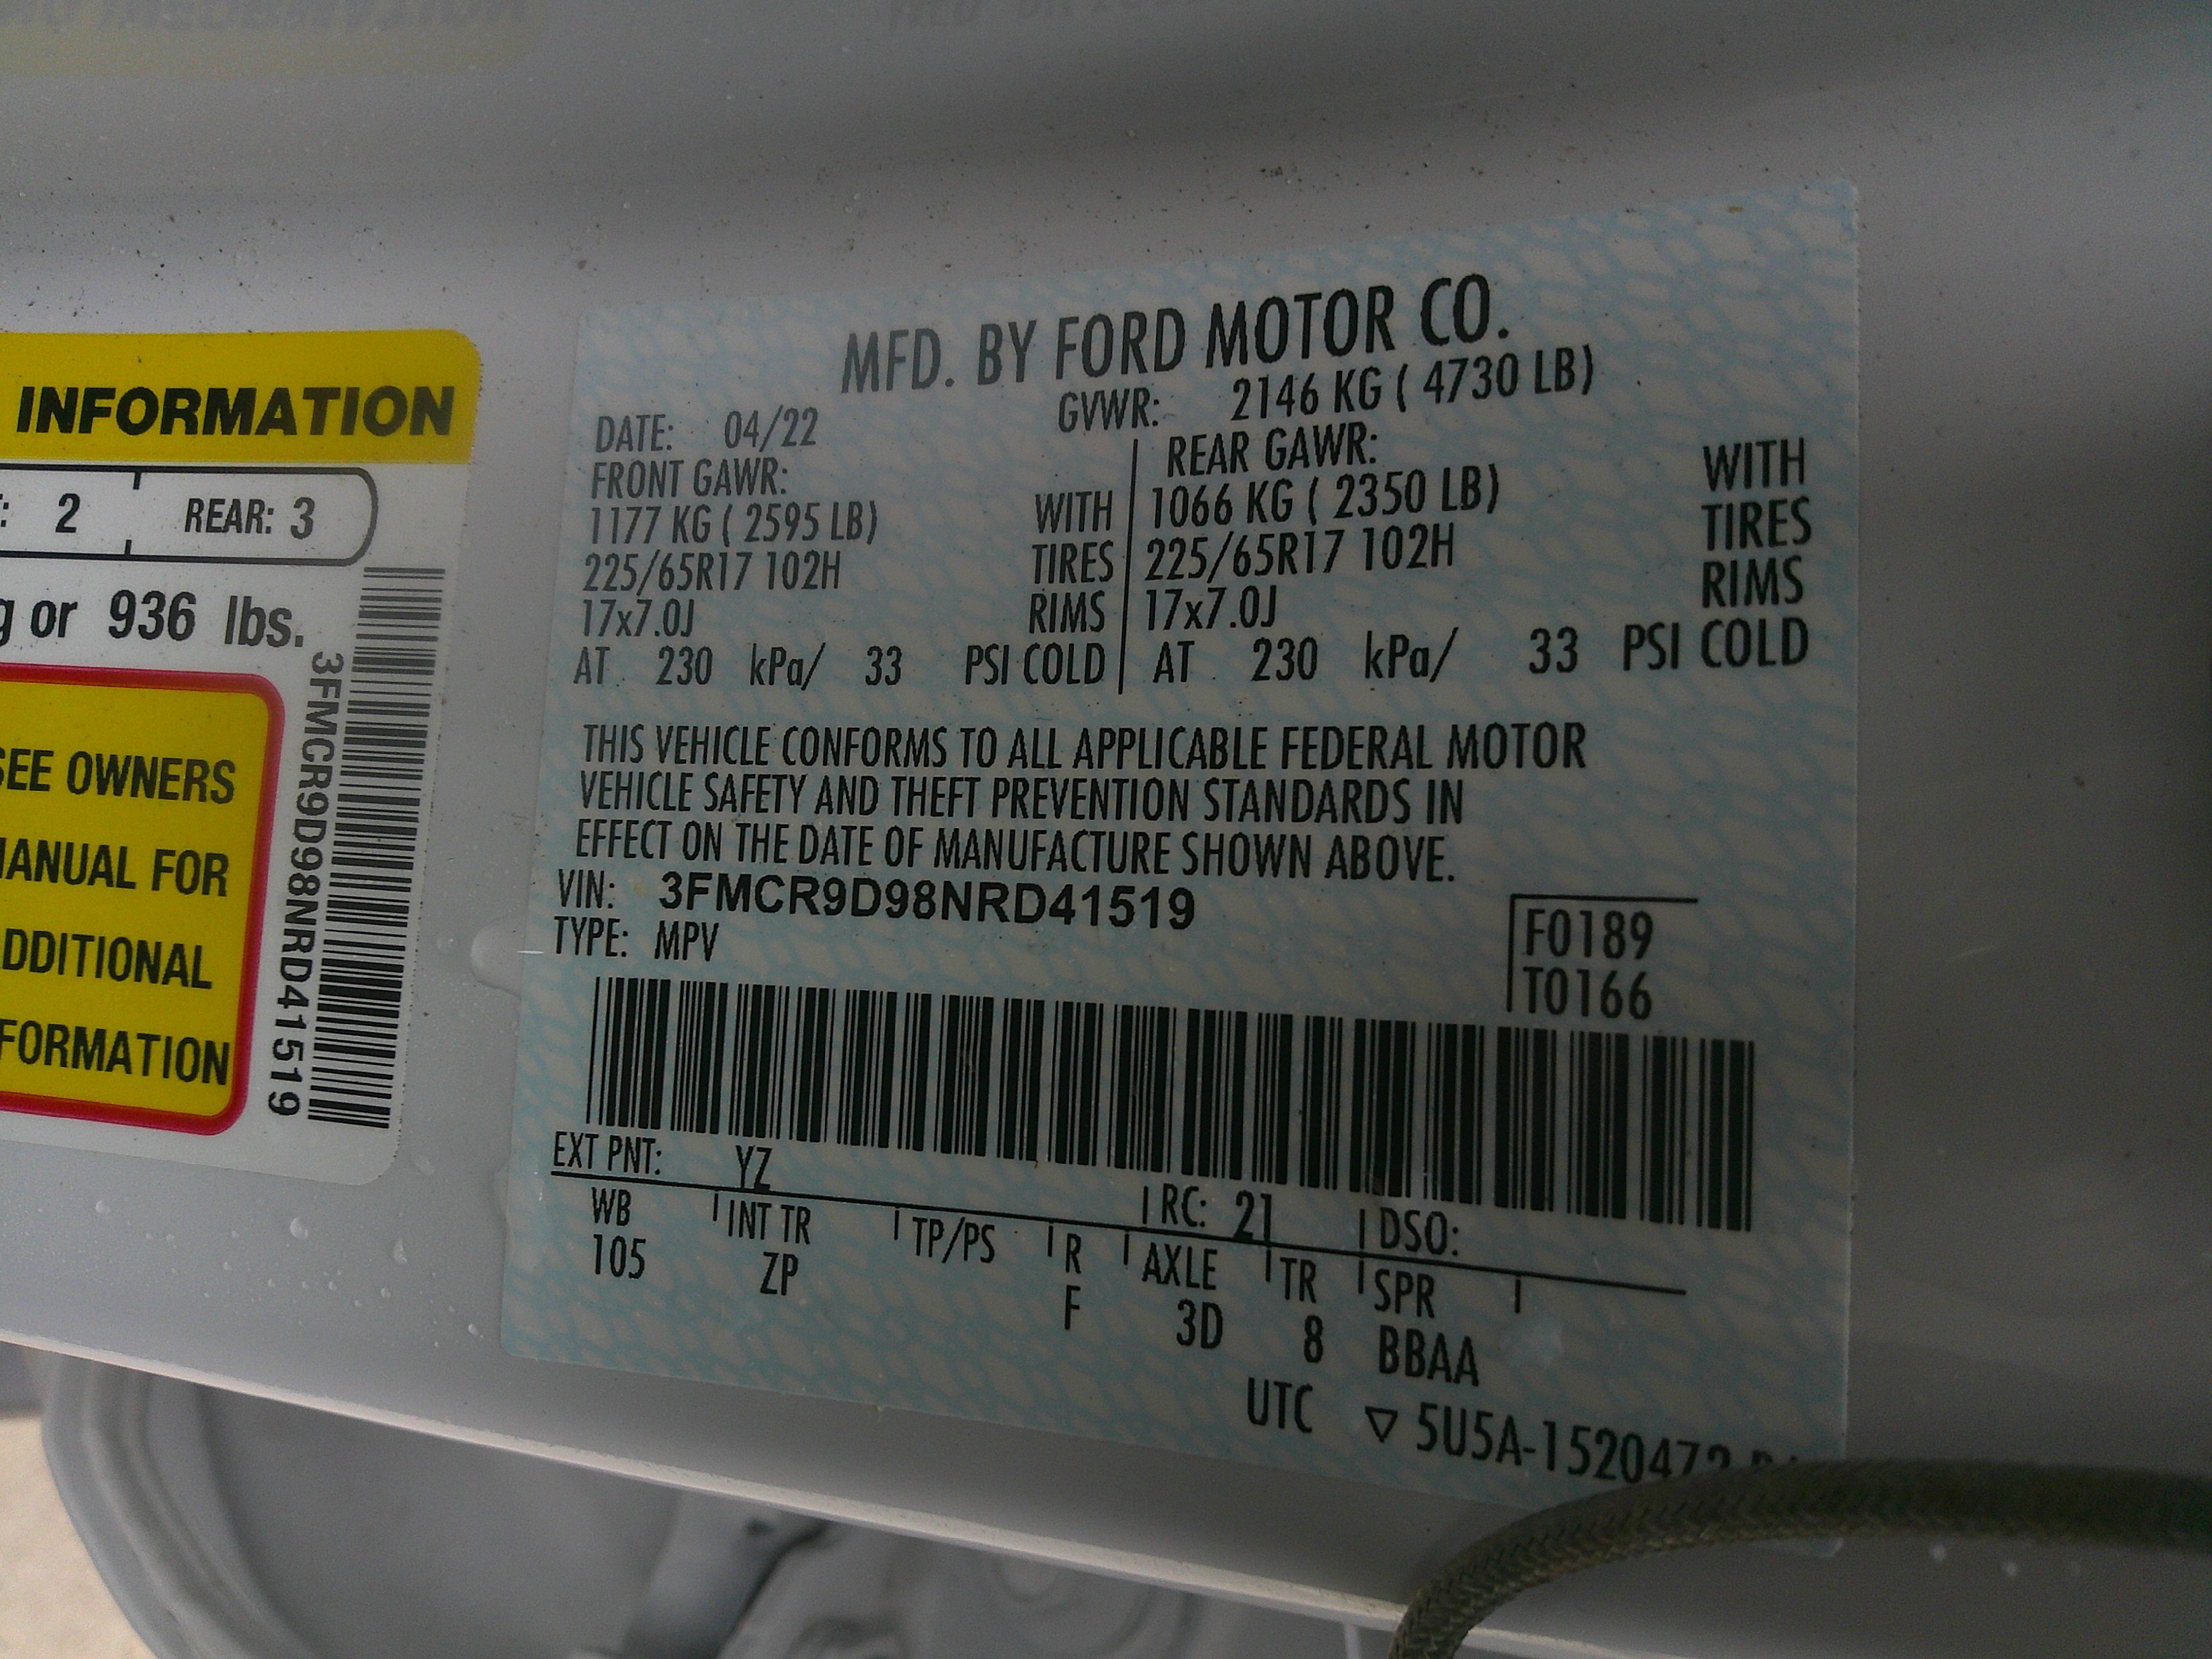 INFORMATION
2 REAR: 3
or 936 lbs.
SEE OWNERS
MANUAL FOR
ADDITIONAL
FORMATION
3FMCR9D98NRD41519
MFD. BY FORD MOTOR CO.
DATE: 04/22 GVWR: 2146 KG ( 4730 LB)
FRONT GAWR: REAR GAWR:
1177 KG ( 2595 LB) WITH 1066 KG ( 2350 LB) WITH
225/65R17 102H TIRES 225/65R17 102H TIRES
17x7.0J RIMS 17x7.0J RIMS
AT 230 kPa/ 33 PSI COLD AT 230 kPa/ 33 PSI COLD
THIS VEHICLE CONFORMS TO ALL APPLICABLE FEDERAL MOTOR
VEHICLE SAFETY AND THEFT PREVENTION STANDARDS IN
EFFECT ON THE DATE OF MANUFACTURE SHOWN ABOVE.
VIN: 3FMCR9D98NRD41519
TYPE: MPV
F0189
T0166
EXT PNT: YZ RC: 21 DSO:
WB INT TR TP/PS R AXLE TR SPR
105 ZP F 3D 8 BBAA
UTC ▽ 5U5A-1520472